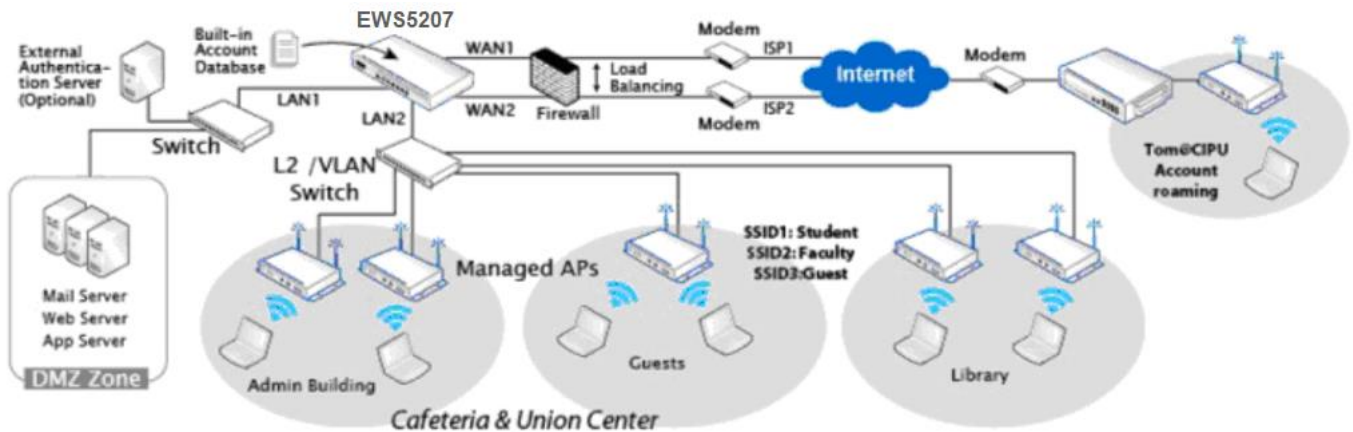 EWS5207
External
Authentica-
tion Server
(Optional)
Built-in
Account
Database
WAN1
WAN2
LAN1
LAN2
Load
Balancing
Firewall
Modem
ISP1
ISP2
Modem
Internet
Modem
Switch
L2 /VLAN
Switch
Tom@CIPU
Account
roaming
Mail Server
Web Server
App Server
DMZ Zone
Managed APs
SSID1: Student
SSID2: Faculty
SSID3:Guest
Admin Building
Guests
Library
Cafeteria & Union Center